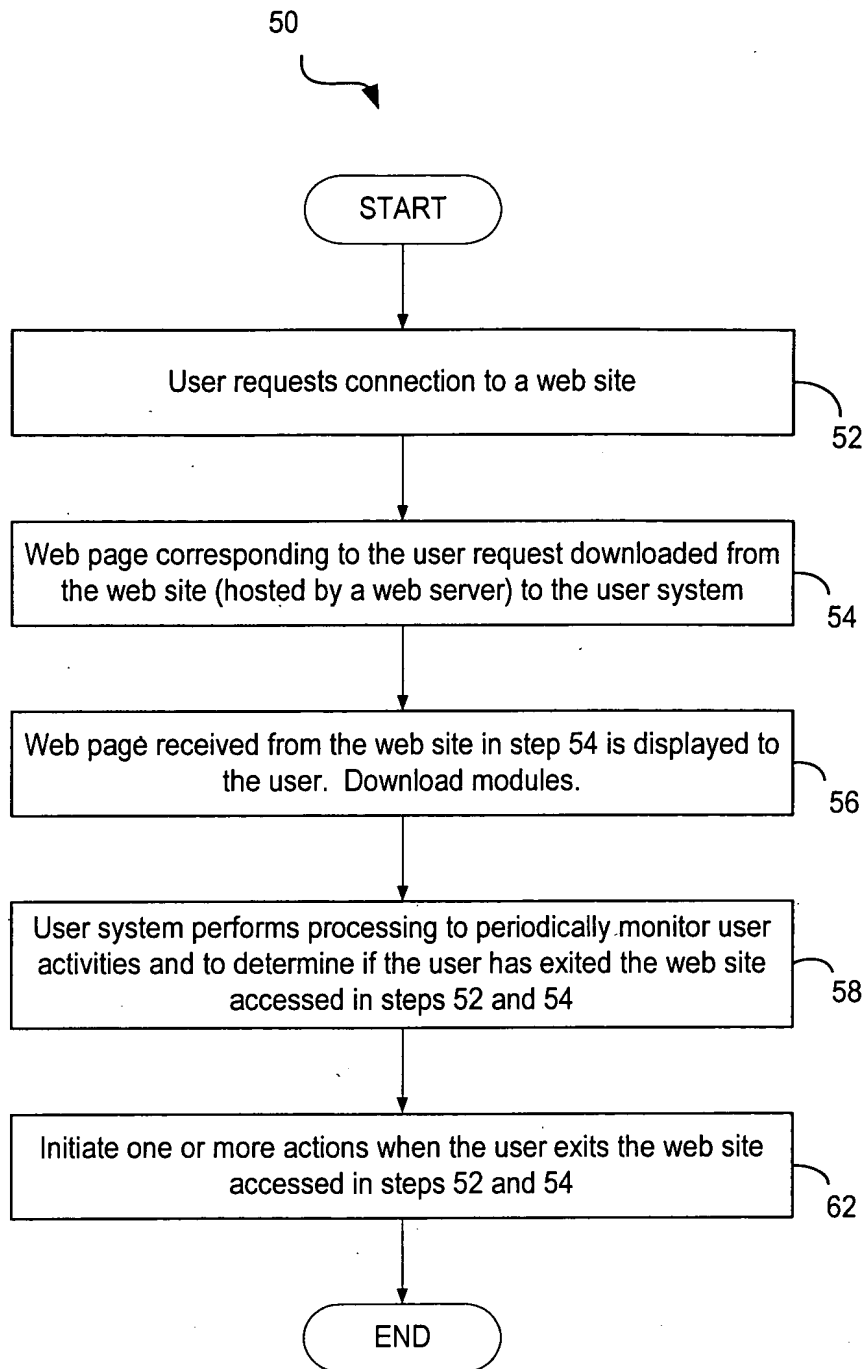 50
START
User requests connection to a web site
52
Web page corresponding to the user request downloaded from
the web site (hosted by a web server) to the user system
54
Web page received from the web site in step 54 is displayed to
the user. Download modules.
56
User system performs processing to periodically monitor user
activities and to determine if the user has exited the web site
accessed in steps 52 and 54
58
Initiate one or more actions when the user exits the web site
accessed in steps 52 and 54
62
END